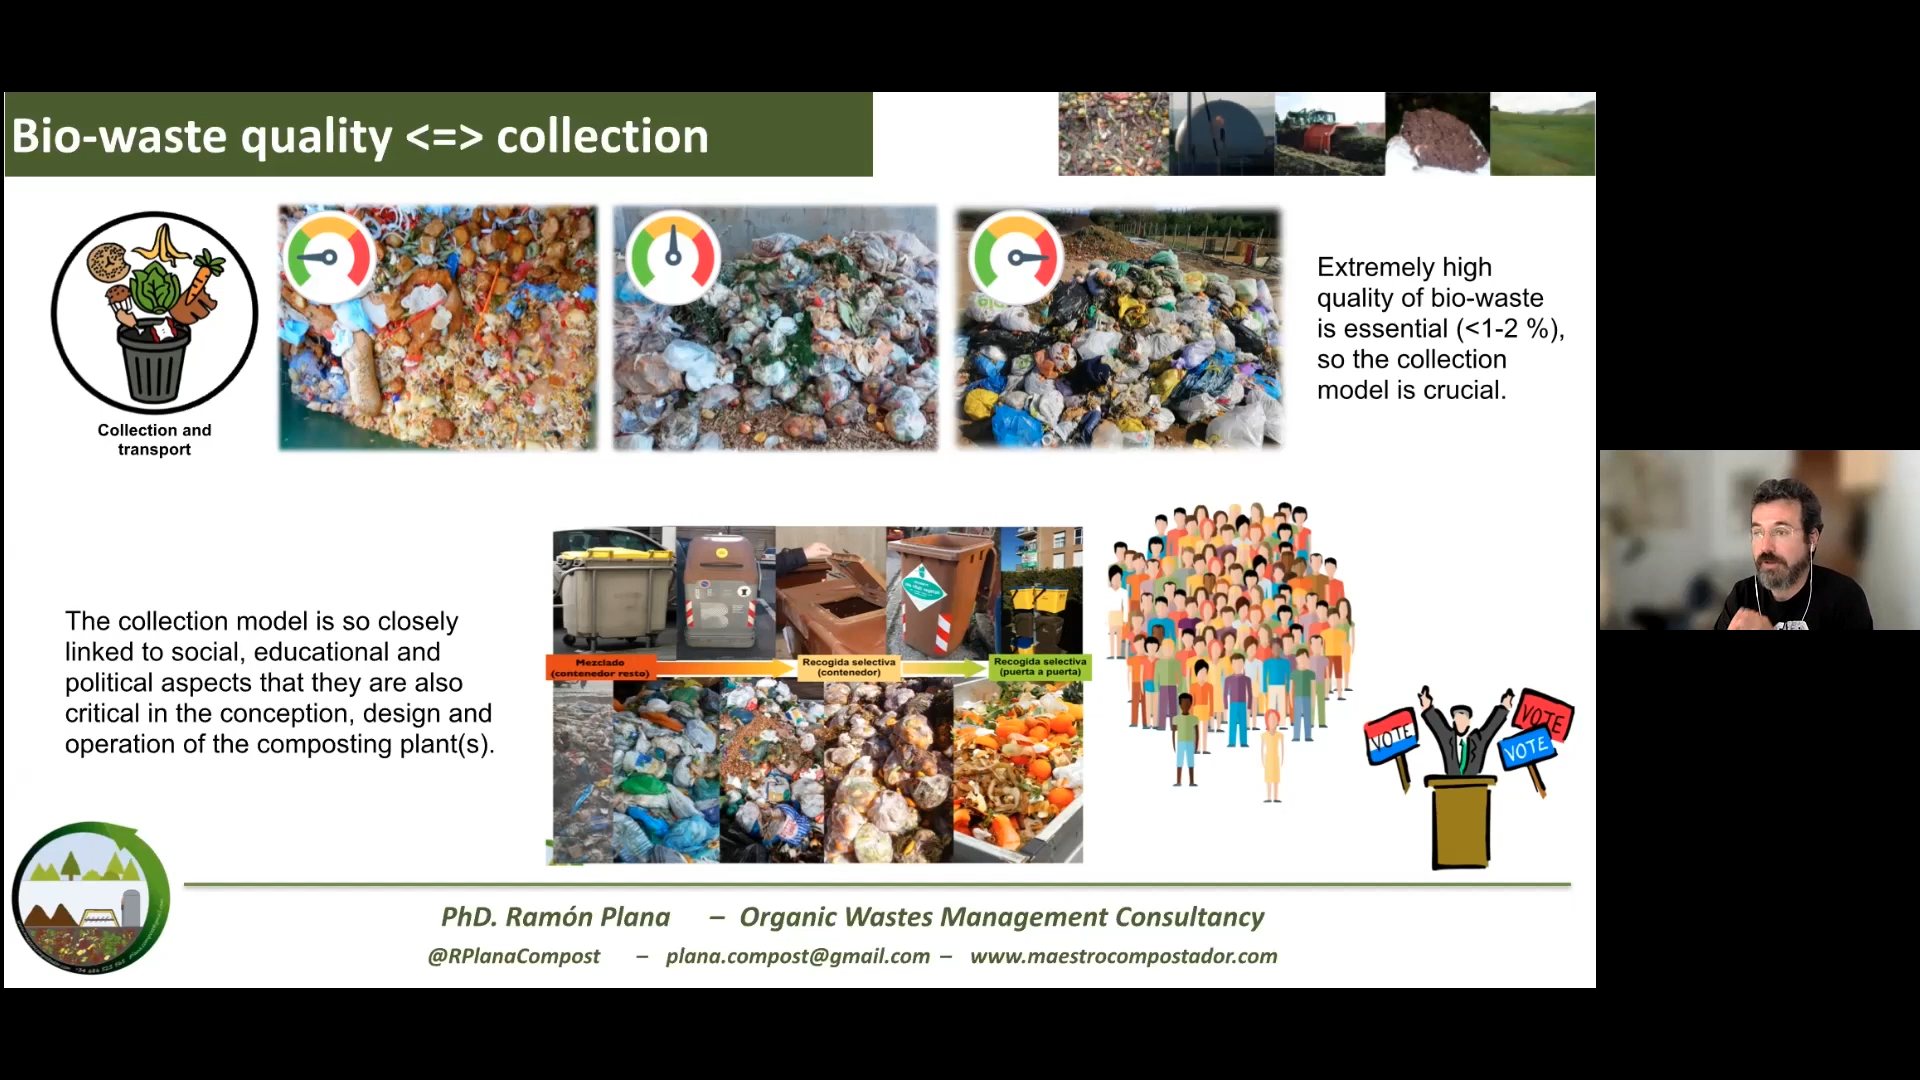 Bio-waste quality <=> collection
Collection and
transport
Extremely high
quality of bio-waste
is essential (<1-2 %),
so the collection
model is crucial.
The collection model is so closely
linked to social, educational and
political aspects that they are also
critical in the conception, design and
operation of the composting plant(s).
Mezclado
(contenedor resto)
Recogida selectiva
(contenedor)
Recogida selectiva
(puerta a puerta)
VOTE
VOTE
VOTE
PhD. Ramón Plana – Organic Wastes Management Consultancy
@RPlanaCompost – plana.compost@gmail.com – www.maestrocompostador.com